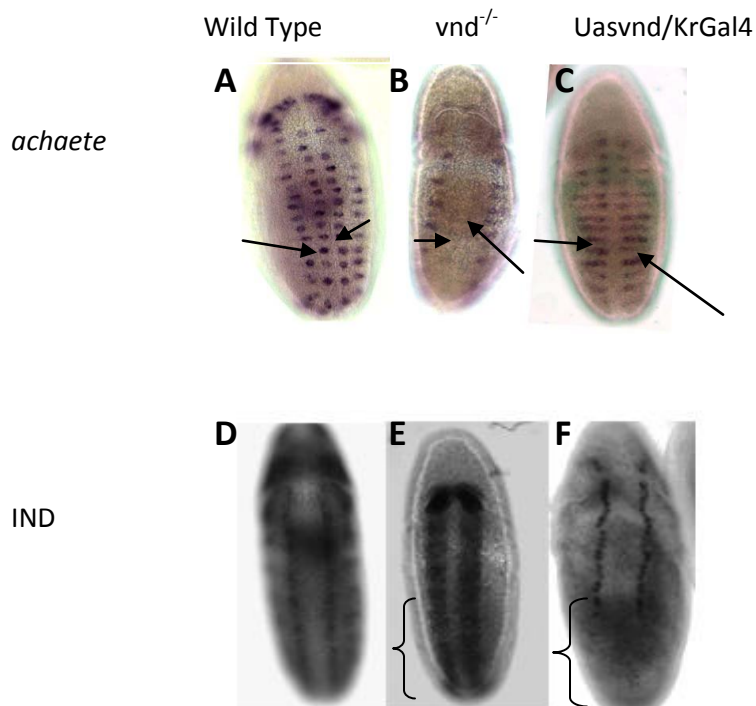 Wild Type vnd-/- Uasvnd/KrGal4
A B C
achaete
D E F
IND